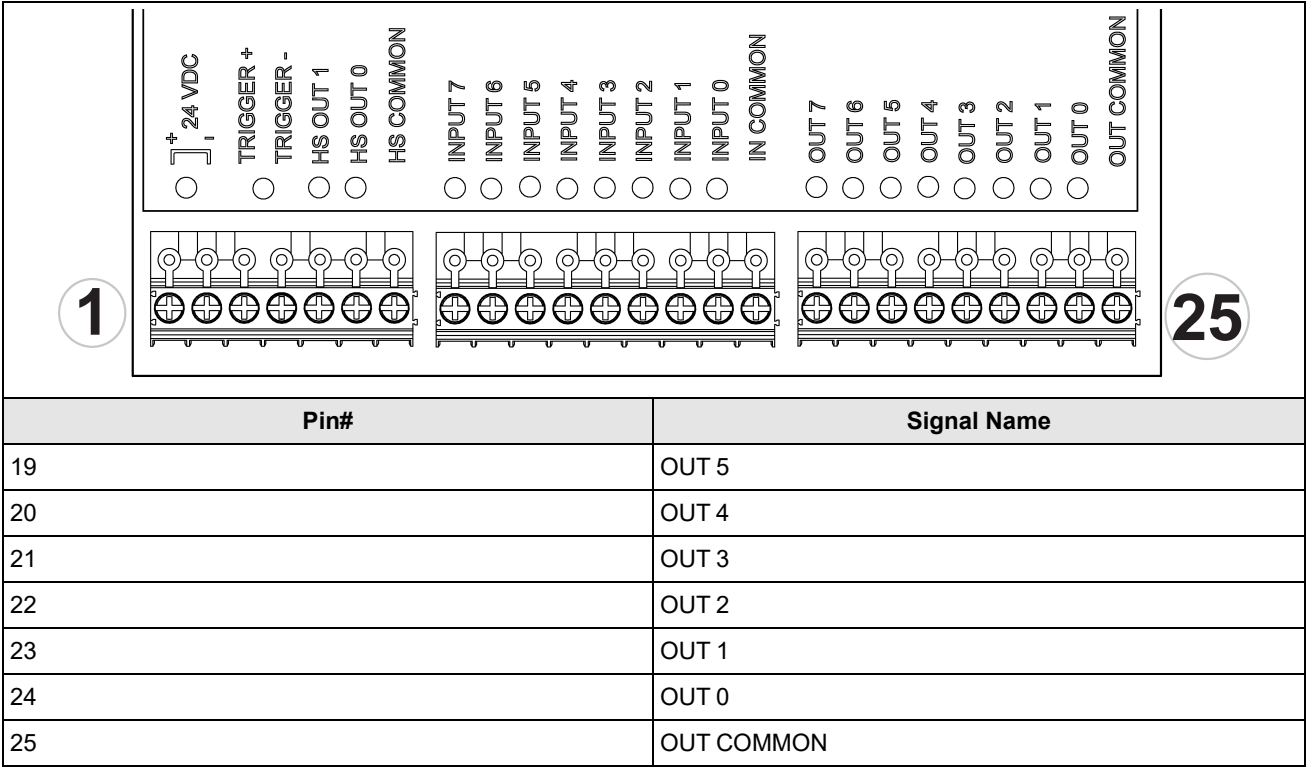 +
-
24 VDC
TRIGGER +
TRIGGER -
HS OUT 1
HS OUT 0
HS COMMON
INPUT 7
INPUT 6
INPUT 5
INPUT 4
INPUT 3
INPUT 2
INPUT 1
INPUT 0
IN COMMON
OUT 7
OUT 6
OUT 5
OUT 4
OUT 3
OUT 2
OUT 1
OUT 0
OUT COMMON
1
25
Pin# Signal Name
19 OUT 5
20 OUT 4
21 OUT 3
22 OUT 2
23 OUT 1
24 OUT 0
25 OUT COMMON